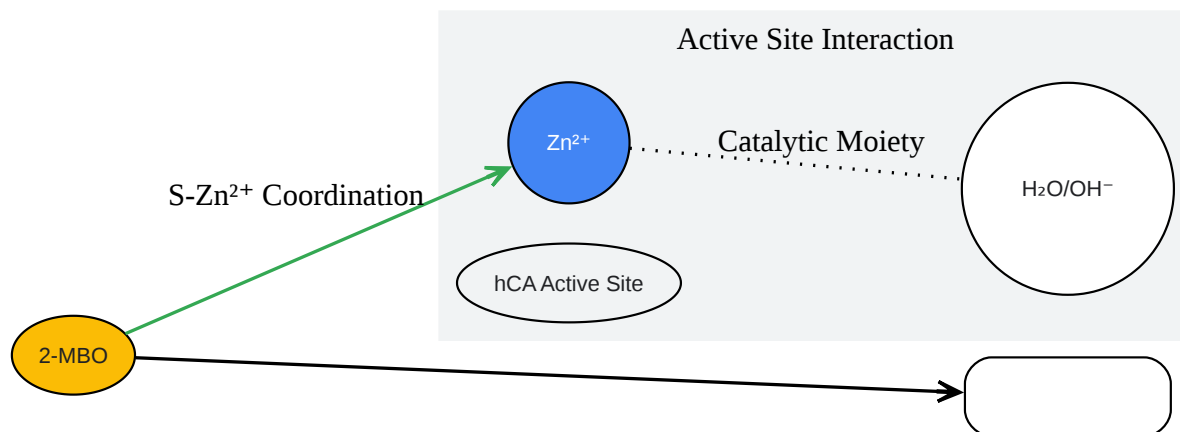 Active Site Interaction
Zn²⁺
Catalytic Moiety
H₂O/OH⁻
S-Zn²⁺ Coordination
hCA Active Site
2-MBO